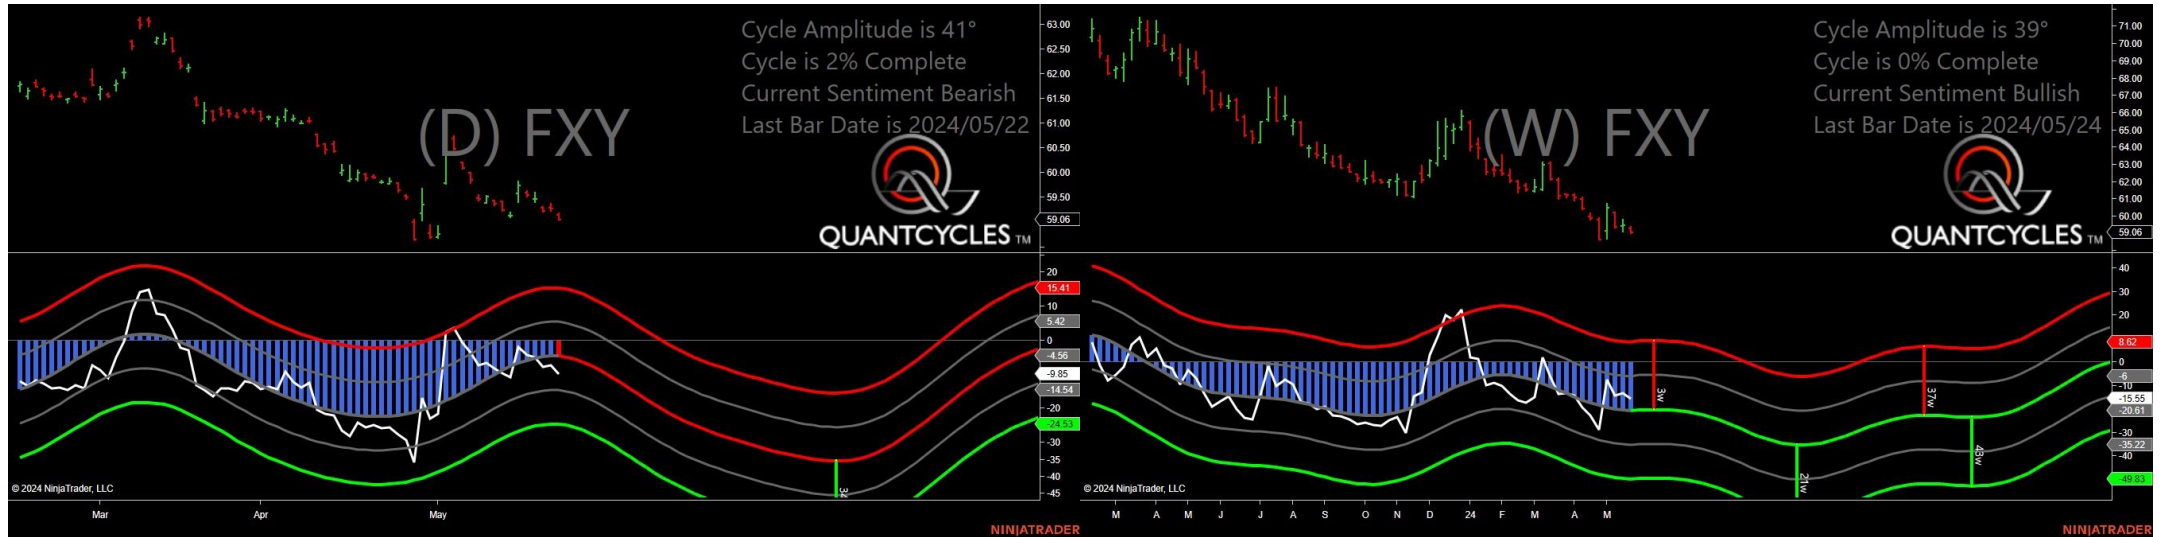 Cycle Amplitude is 41°
Cycle is 2% Complete
Current Sentiment Bearish
Last Bar Date is 2024/05/22
(D) FXY
QUANTCYCLES TM
63.00
62.50
62.00
61.50
61.00
60.50
60.00
59.50
59.06
20
15.41
10
5.42
0
-4.56
-9.85
-14.54
-20
-24.53
-30
-35
-40
-45
34
© 2024 NinjaTrader, LLC
Mar Apr May
NINJATRADER
Cycle Amplitude is 39°
Cycle is 0% Complete
Current Sentiment Bullish
Last Bar Date is 2024/05/24
(W) FXY
QUANTCYCLES TM
71.00
70.00
69.00
68.00
67.00
66.00
65.00
64.00
63.00
62.00
61.00
60.00
59.06
40
30
20
8.62
0
-6
-10
-15.55
-20.61
-30
-35.22
-40
-49.83
3w
21w
37w
43w
© 2024 NinjaTrader, LLC
M A M J J A S O N D 24 F M A M
NINJATRADER